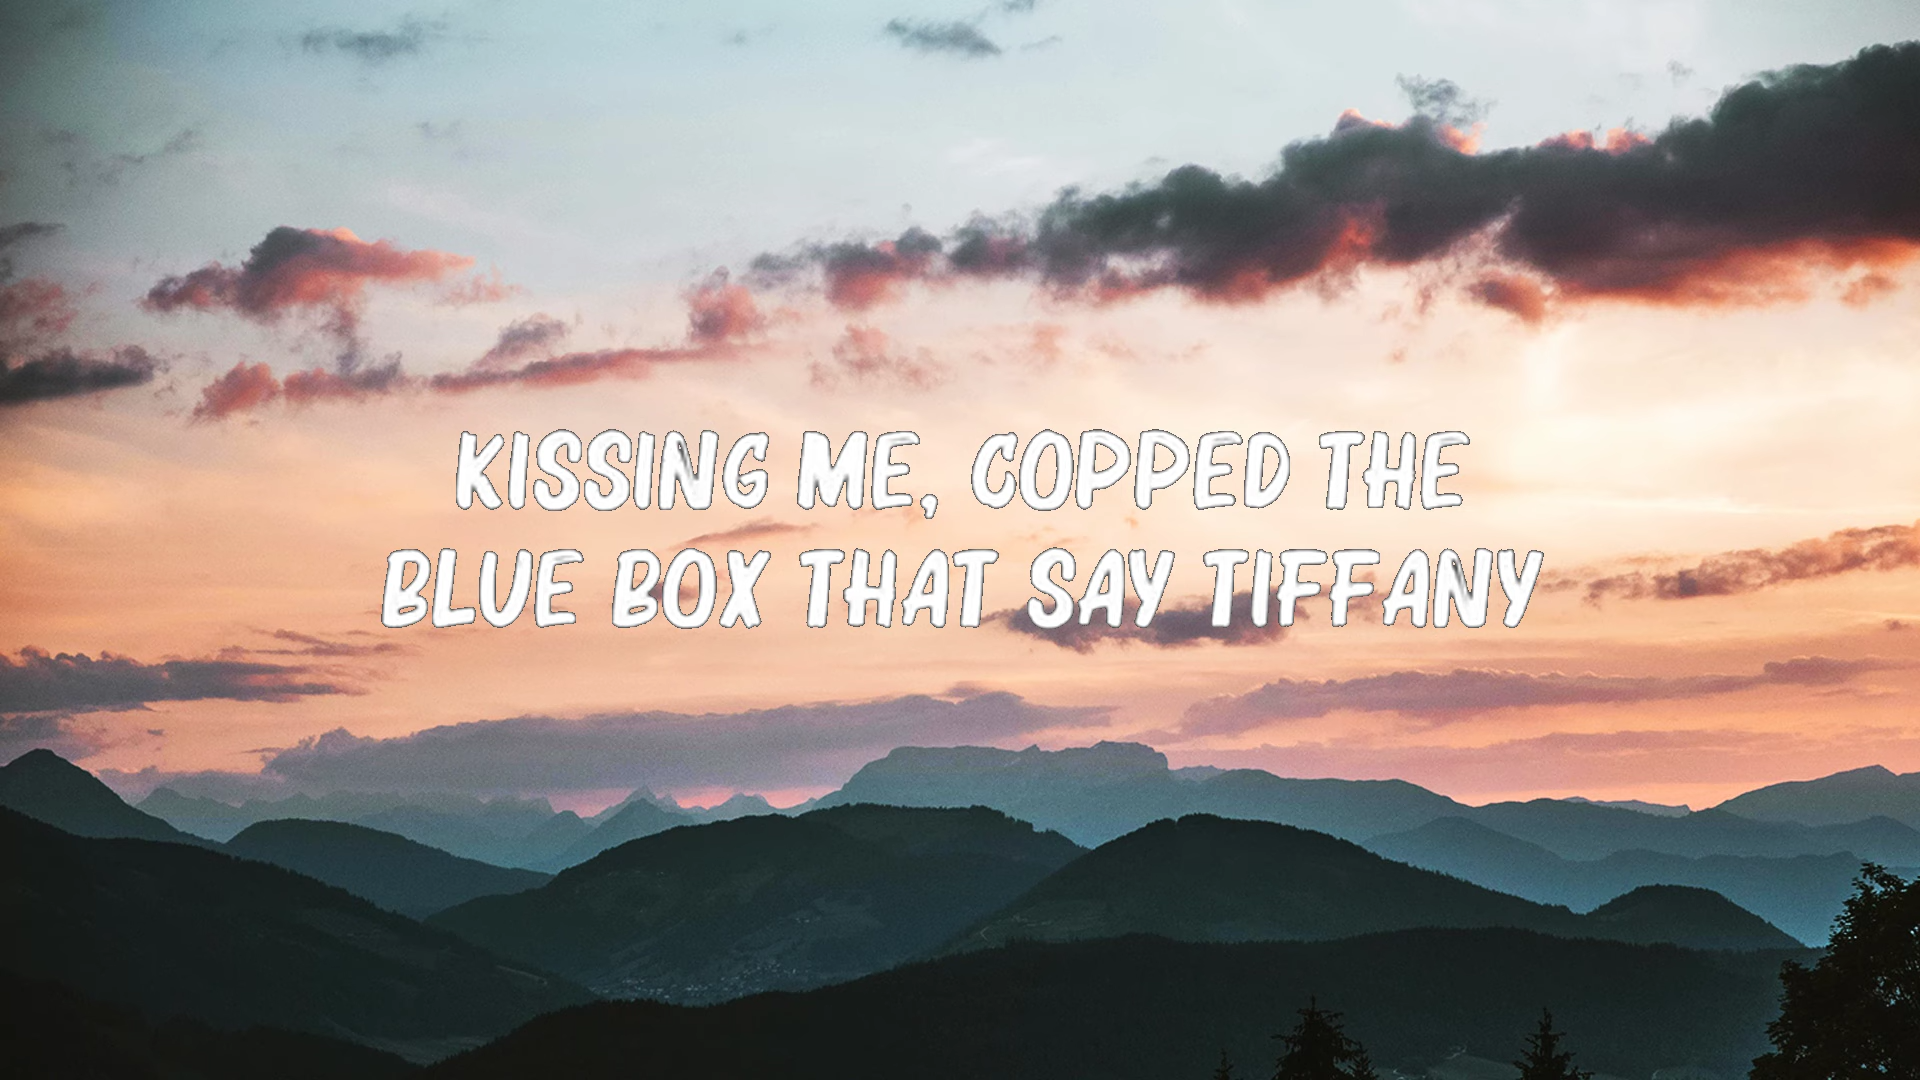 KISSING ME, COPPED THE
BLUE BOX THAT SAY TIFFANY